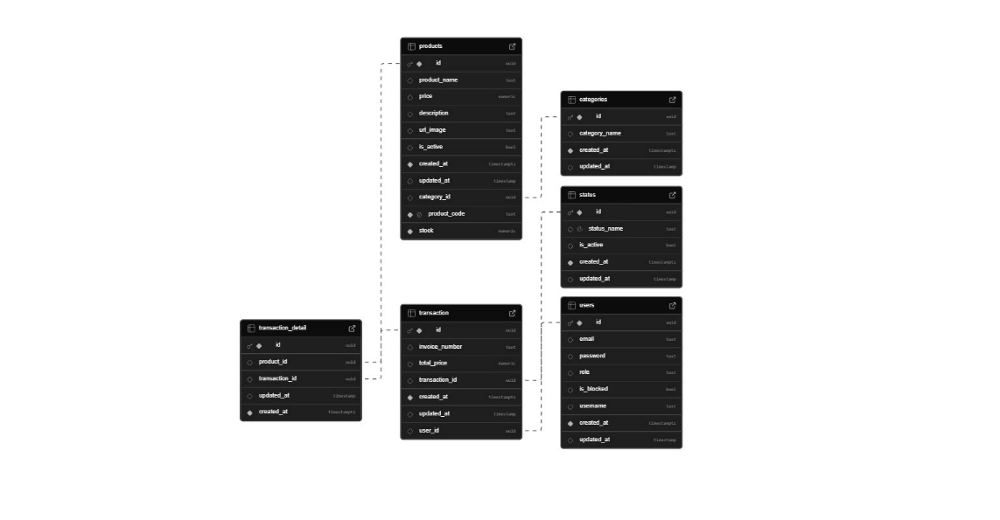 products
id uuid
product_name text
price numeric
description text
url_image text
is_active bool
created_at timestamptz
updated_at timestamp
category_id uuid
product_code text
stock numeric
categories
id uuid
category_name text
created_at timestamptz
updated_at timestamp
status
id uuid
status_name text
is_active bool
created_at timestamptz
updated_at timestamp
transaction_detail
id uuid
product_id uuid
transaction_id uuid
updated_at timestamp
created_at timestamptz
transaction
id uuid
invoice_number text
total_price numeric
transaction_id uuid
created_at timestamptz
updated_at timestamp
user_id uuid
users
id uuid
email text
password text
role text
is_blocked bool
username text
created_at timestamptz
updated_at timestamp